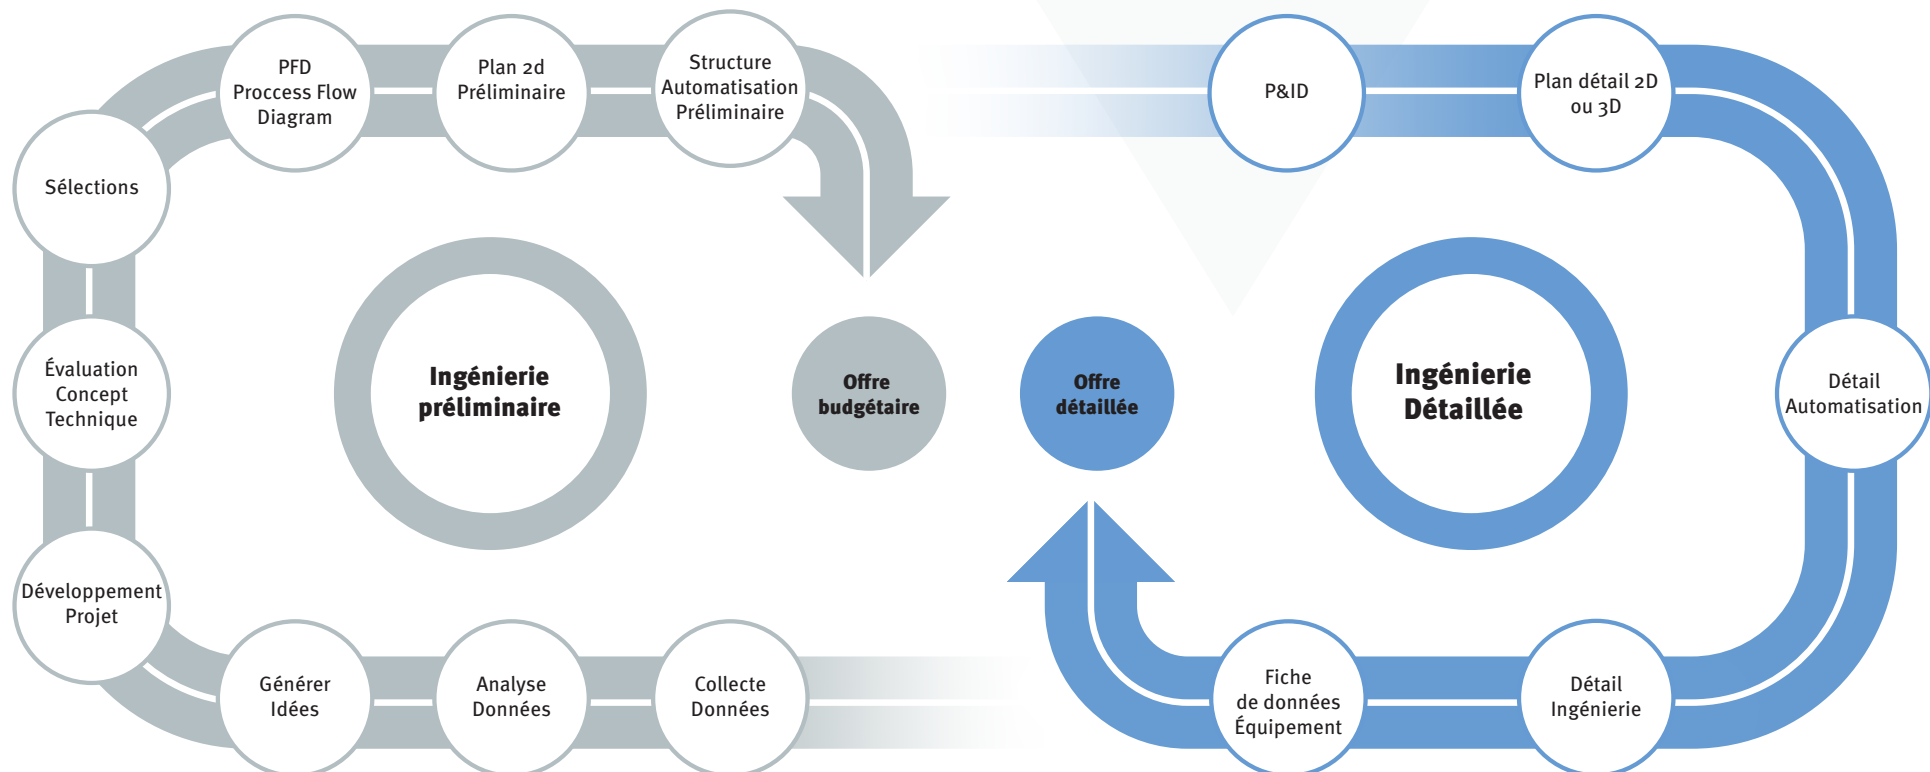 PFD
Proccess Flow
Diagram
Plan 2d
Préliminaire
Structure
Automatisation
Préliminaire
Sélections
Évaluation
Concept
Technique
Développement
Projet
Générer
Idées
Analyse
Données
Collecte
Données
Ingénierie
préliminaire
Offre
budgétaire
Offre
détaillée
P&ID
Plan détail 2D
ou 3D
Ingénierie
Détaillée
Détail
Automatisation
Fiche
de données
Équipement
Détail
Ingénierie